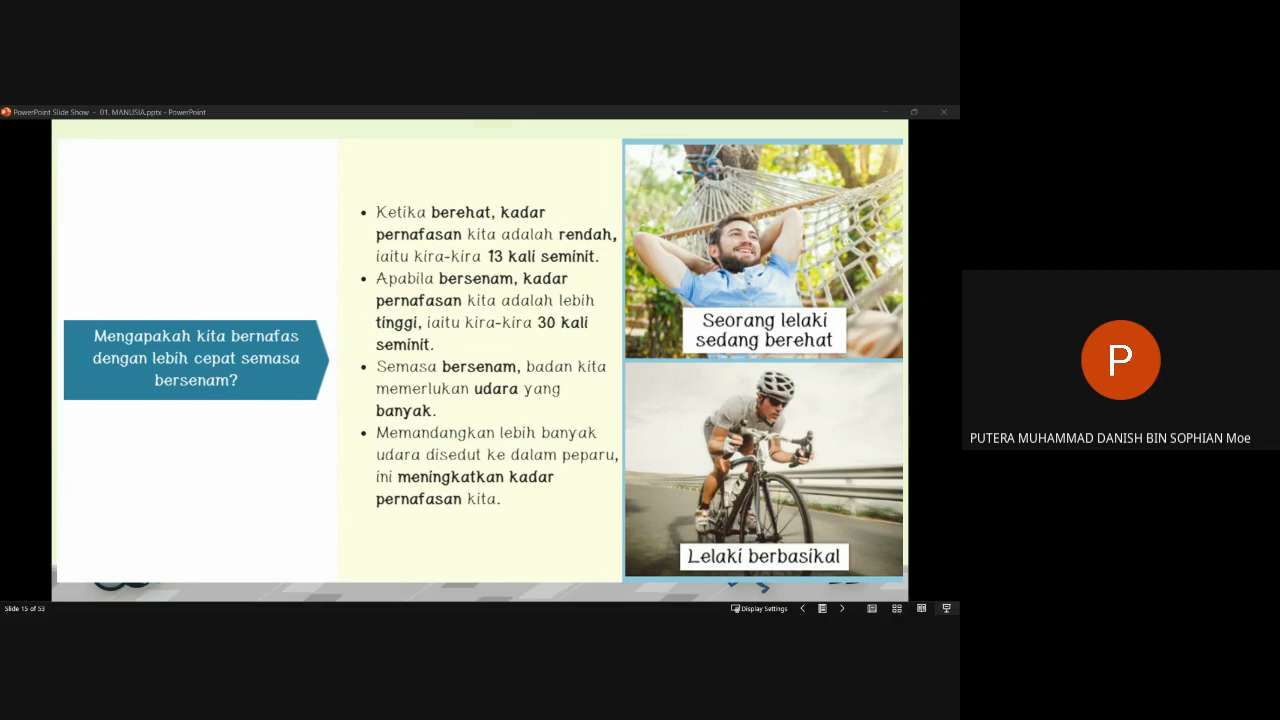 PowerPoint Slide Show - 01. MANUSIA.pptx - PowerPoint
Mengapakah kita bernafas
dengan lebih cepat semasa
bersenam?
• Ketika berehat, kadar
pernafasan kita adalah rendah,
iaitu kira-kira 13 kali seminit.
• Apabila bersenam, kadar
pernafasan kita adalah lebih
tinggi, iaitu kira-kira 30 kali
seminit.
• Semasa bersenam, badan kita
memerlukan udara yang
banyak.
• Memandangkan lebih banyak
udara disedut ke dalam peparu,
ini meningkatkan kadar
pernafasan kita.
Seorang lelaki
sedang berehat
Lelaki berbasikal
P
PUTERA MUHAMMAD DANISH BIN SOPHIAN Moe
Slide 15 of 53
Display Settings